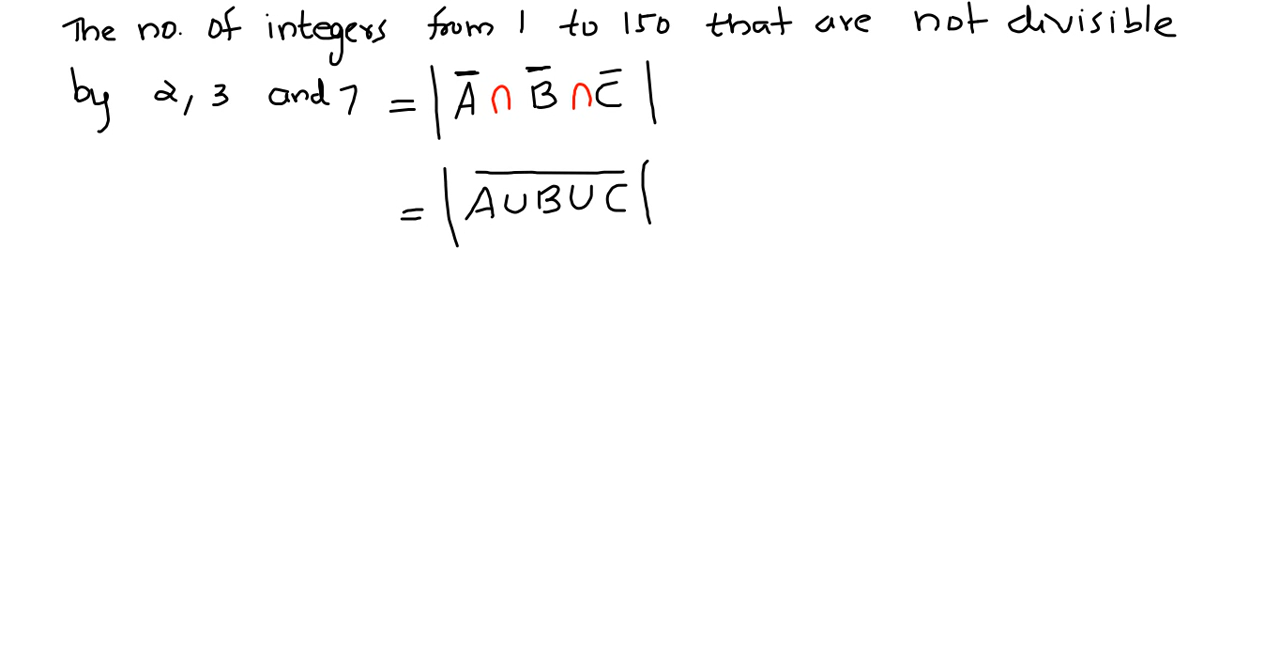 The no. of integers from 1 to 150 that are not divisible
by 2, 3 and 7 = |A̅ ∩ B̅ ∩ C̅|
= |A̅∪̅B̅∪̅C̅|